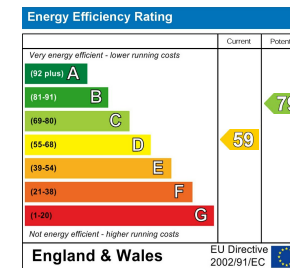 Energy Efficiency Rating
Current
Very energy efficient - lower running costs
(92 plus) A
(81-91) B
(69-80) C
(55-68) D
(39-54) E
(21-38) F
(1-20) G
59
Not energy efficient - higher running costs
England & Wales
EU Directive
2002/91/EC